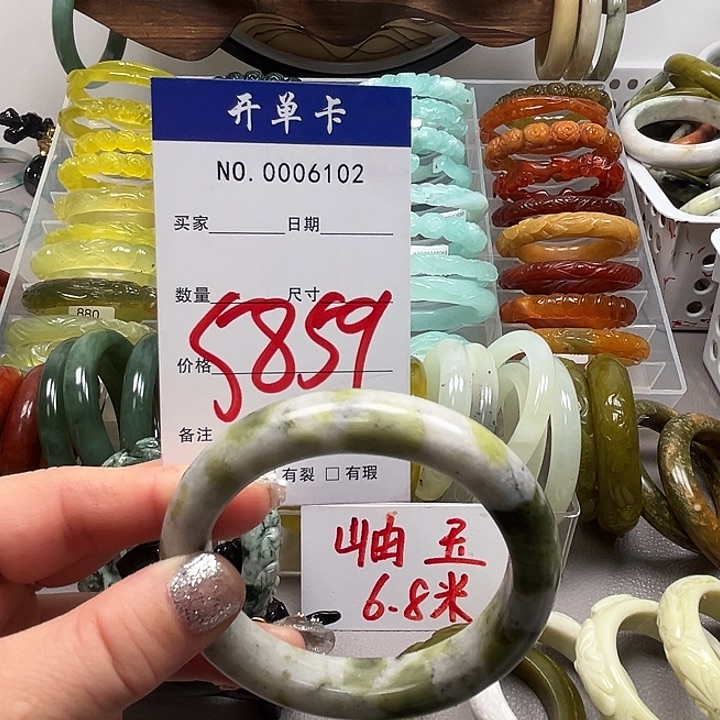 开单卡
NO.0006102
买家 日期
数量 尺寸
5859
价格
备注
有裂 □ 有瑕
岫玉
6.8米
880